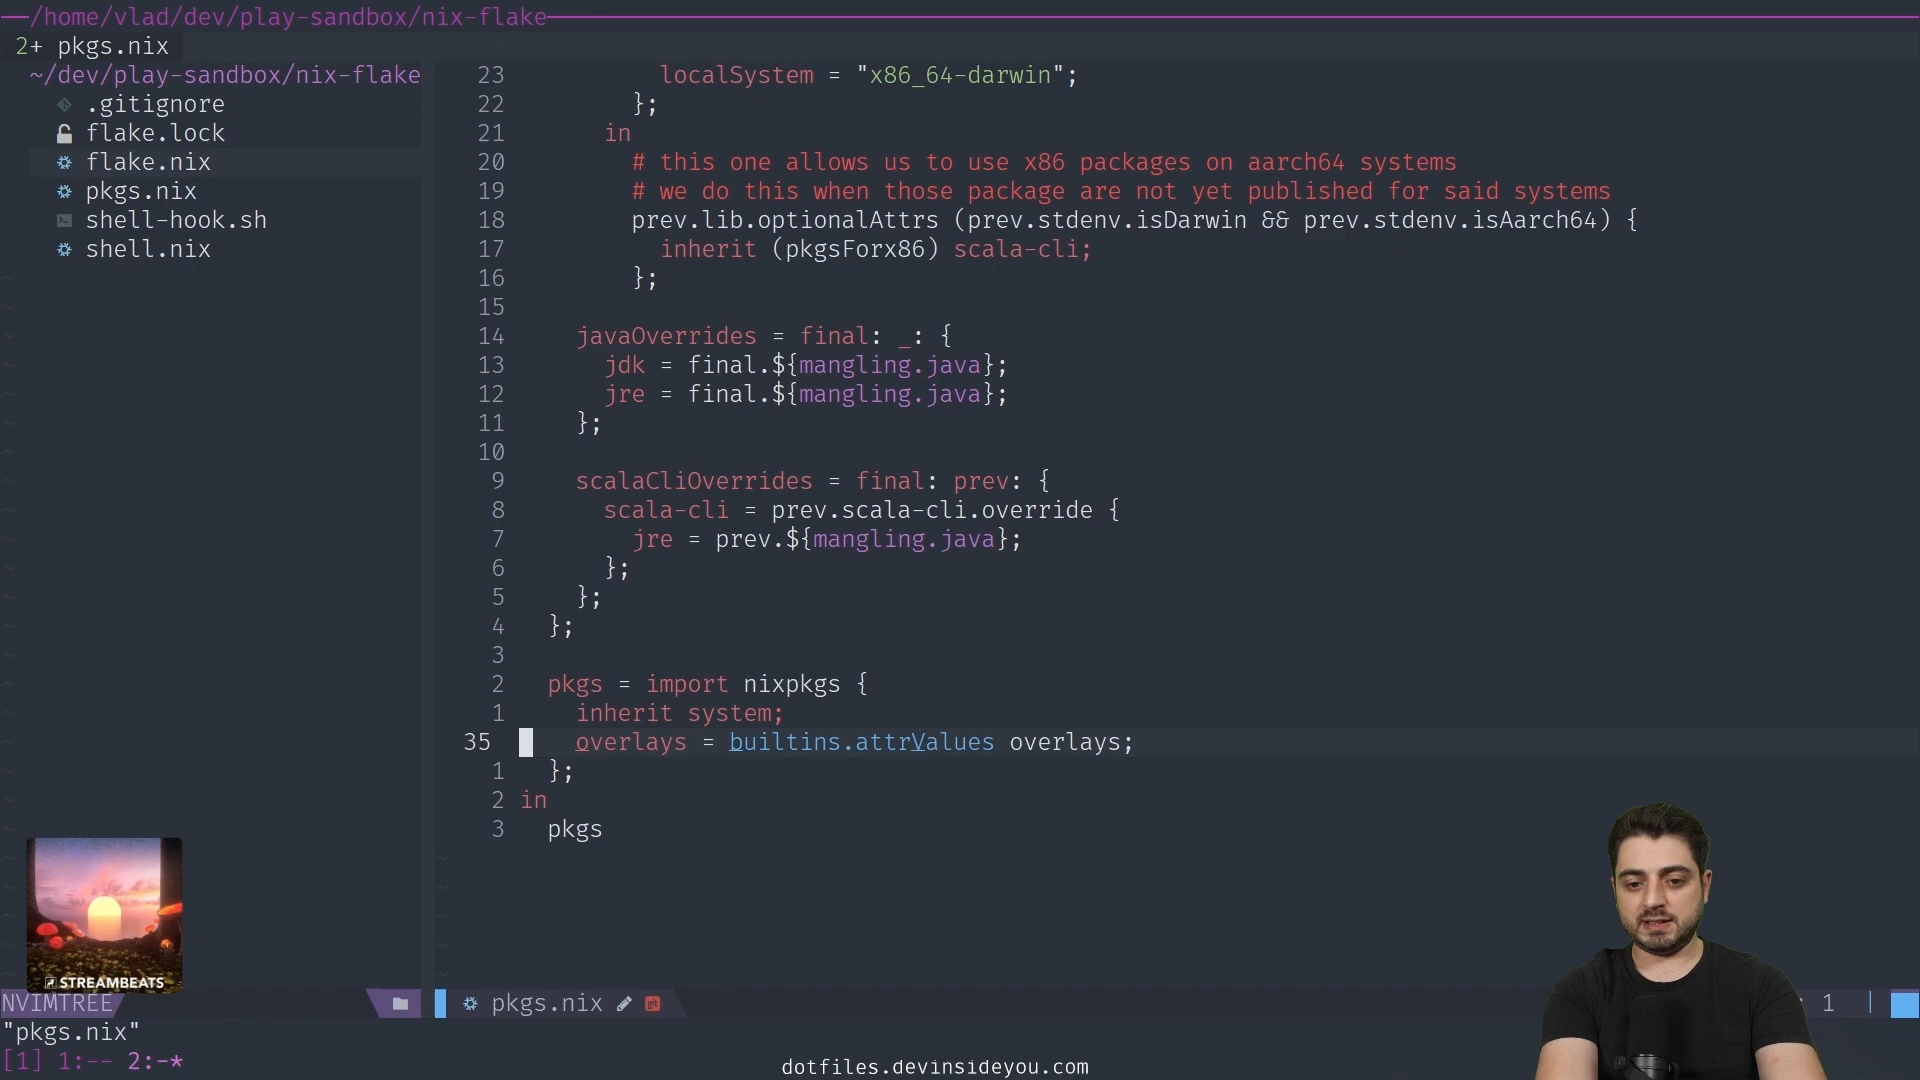 /home/vlad/dev/play-sandbox/nix-flake
2+ pkgs.nix
~/dev/play-sandbox/nix-flake
.gitignore
flake.lock
flake.nix
pkgs.nix
shell-hook.sh
shell.nix
23 localSystem = "x86_64-darwin";
22 };
21 in
20 # this one allows us to use x86 packages on aarch64 systems
19 # we do this when those package are not yet published for said systems
18 prev.lib.optionalAttrs (prev.stdenv.isDarwin && prev.stdenv.isAarch64) {
17 inherit (pkgsForx86) scala-cli;
16 };
15
14 javaOverrides = final: _: {
13 jdk = final.${mangling.java};
12 jre = final.${mangling.java};
11 };
10
9 scalaCliOverrides = final: prev: {
8 scala-cli = prev.scala-cli.override {
7 jre = prev.${mangling.java};
6 };
5 };
4 };
3
2 pkgs = import nixpkgs {
1 inherit system;
35 overlays = builtins.attrValues overlays;
1 };
2 in
3 pkgs
STREAMBEATS
NVIMTREE
pkgs.nix
git
1
"pkgs.nix"
[1] 1:-- 2:-*
dotfiles.devinsideyou.com